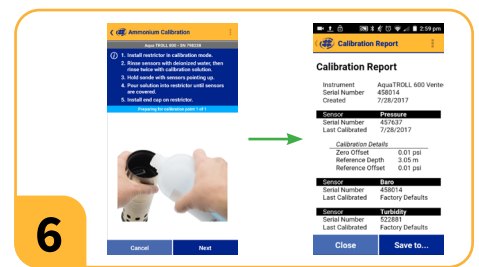 Ammonium Calibration
Aqua TROLL 600 - SN 798238
1. Install restrictor in calibration mode.
2. Rinse sensors with deionized water, then
rinse twice with calibration solution.
3. Hold sonde with sensors pointing up.
4. Pour solution into restrictor until sensors
are covered.
5. Install end cap on restrictor.
Preparing for calibration point 1 of 1
Cancel
Next
2:59 pm
Calibration Report
Calibration Report
Instrument AquaTROLL 600 Vente
Serial Number 458014
Created 7/28/2017
Sensor Pressure
Serial Number 457637
Last Calibrated 7/28/2017
Calibration Details
Zero Offset 0.01 psi
Reference Depth 3.05 m
Reference Offset 0.01 psi
Sensor Baro
Serial Number 458014
Last Calibrated Factory Defaults
Sensor Turbidity
Serial Number 522881
Last Calibrated Factory Defaults
Close
Save to...
6